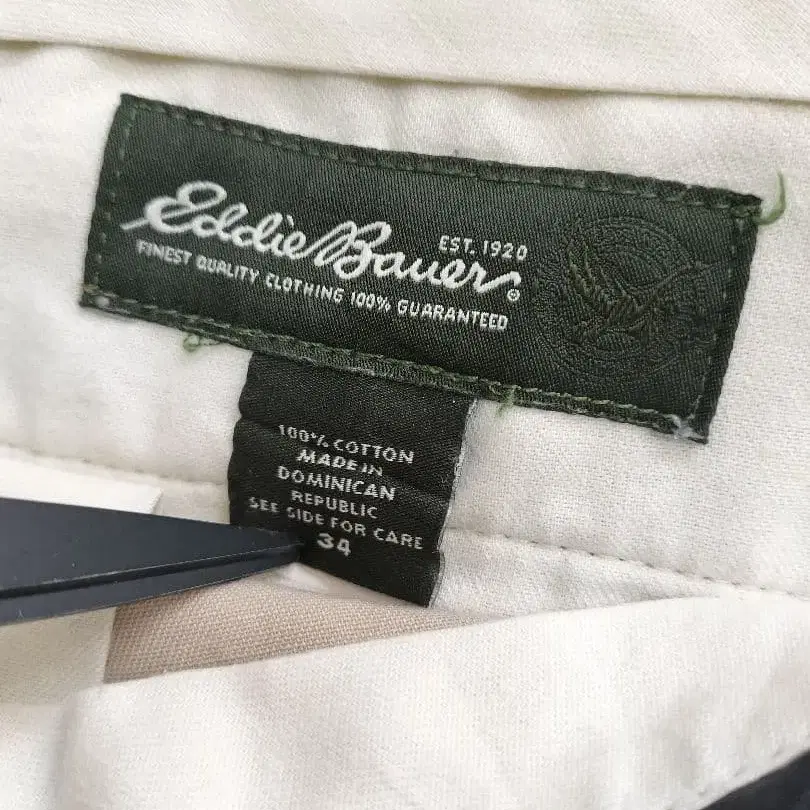 Eddie Bauer®
EST. 1920
FINEST QUALITY CLOTHING 100% GUARANTEED
100% COTTON
MADE IN
DOMINICAN
REPUBLIC
SEE SIDE FOR CARE
34